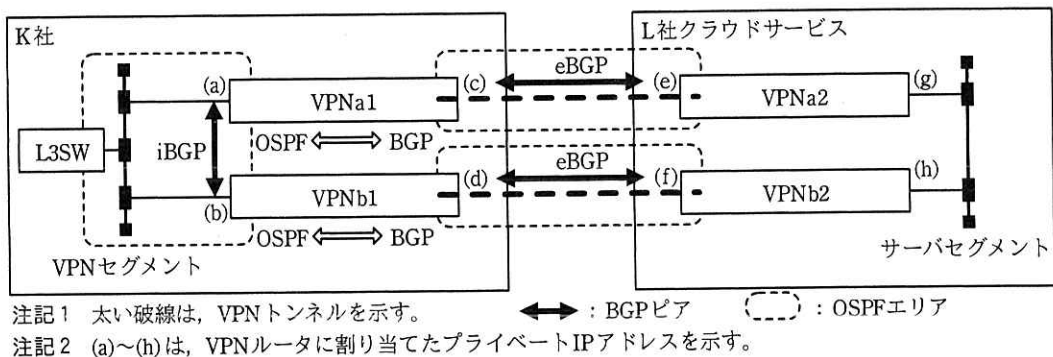 K社
L社クラウドサービス
(a)
VPNa1
(c)
eBGP
(e)
VPNa2
(g)
L3SW
iBGP
OSPF
BGP
(b)
VPNb1
(d)
eBGP
(f)
VPNb2
(h)
OSPF
BGP
VPNセグメント
サーバセグメント
注記1 太い破線は,VPNトンネルを示す。
:BGPピア
:OSPFエリア
注記2 (a)~(h)は,VPNルータに割り当てたプライベートIPアドレスを示す。